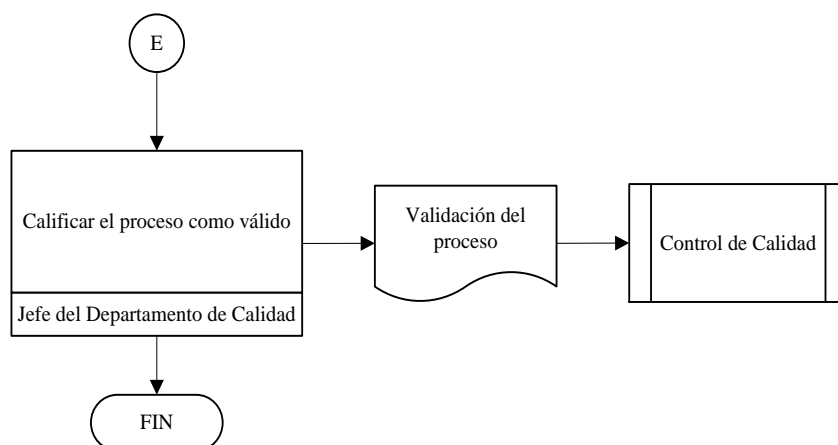 E
Calificar el proceso como válido
Jefe del Departamento de Calidad
Validación del
proceso
Control de Calidad
FIN